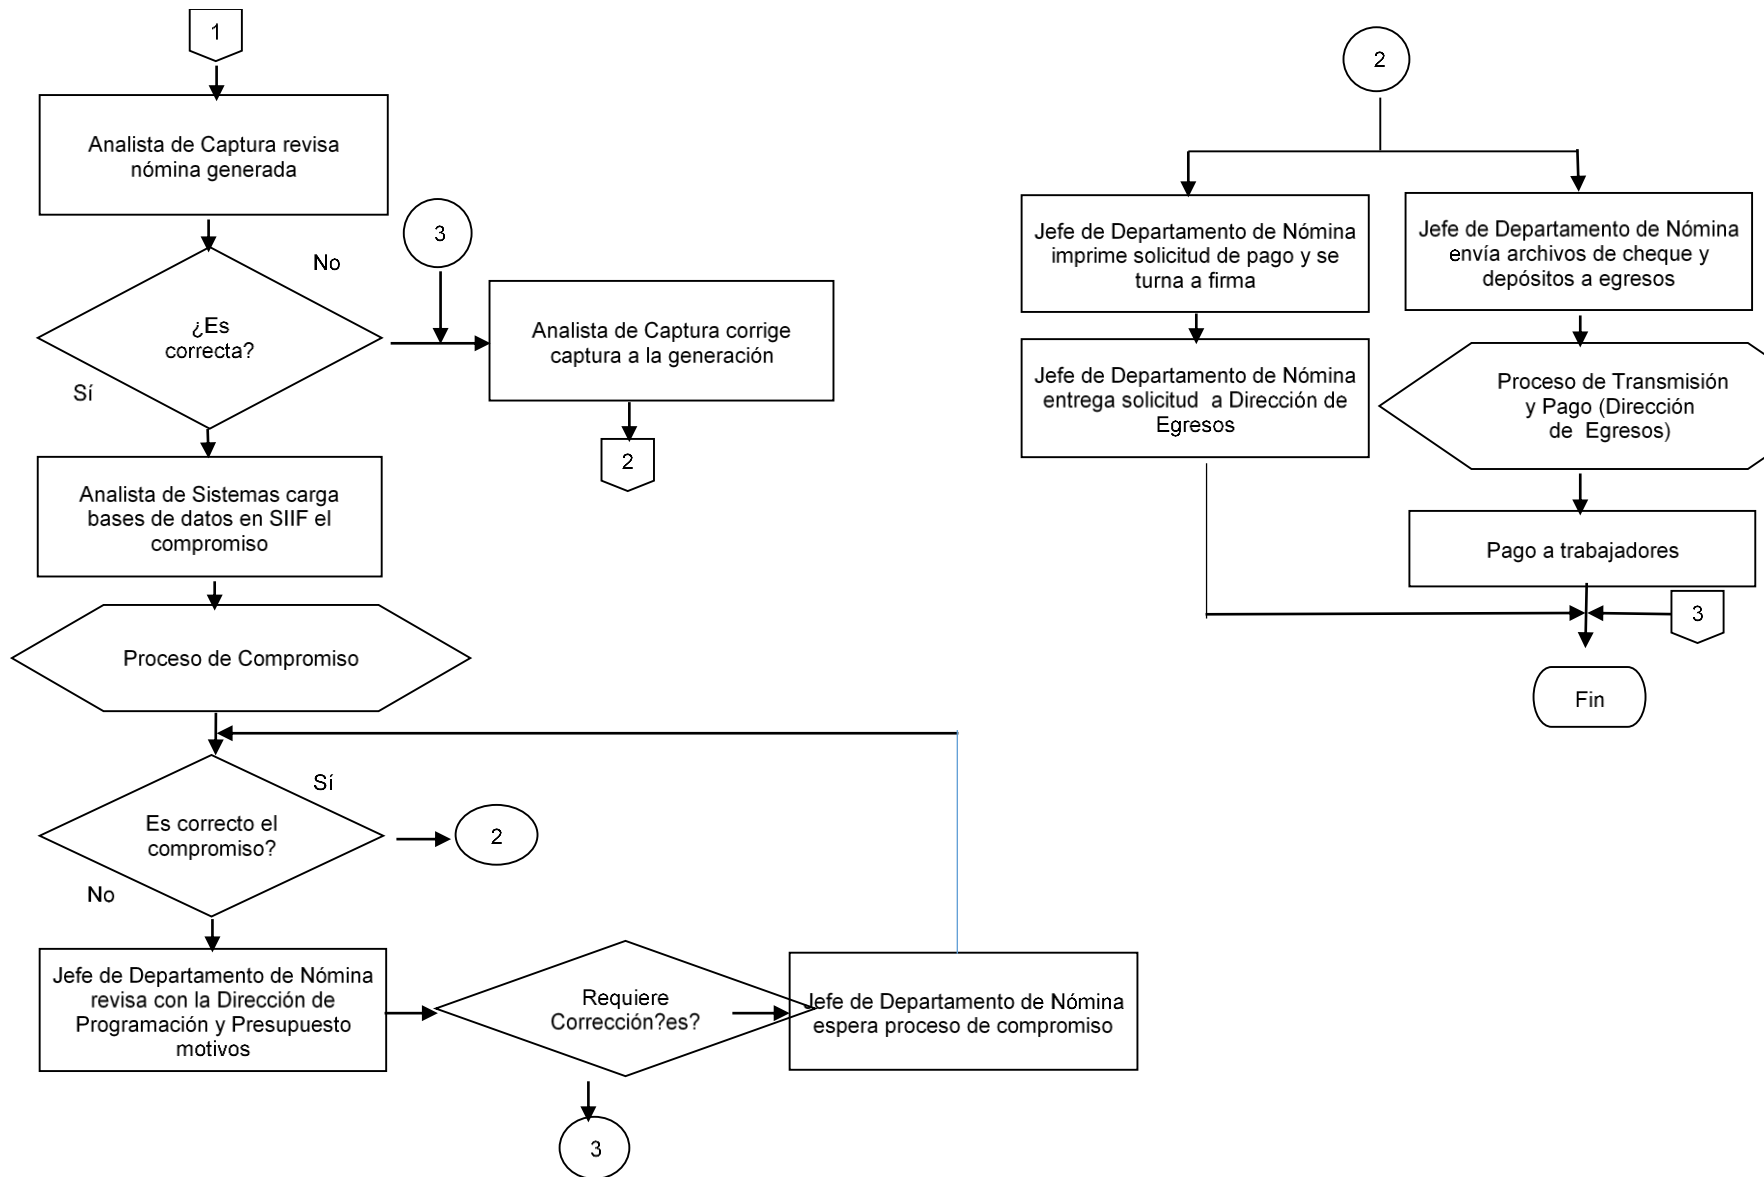 1
Analista de Captura revisa
nómina generada
No
3
¿Es
correcta?
Sí
Analista de Captura corrige
captura a la generación
2
Analista de Sistemas carga
bases de datos en SIIF el
compromiso
Proceso de Compromiso
Sí
Es correcto el
compromiso?
2
No
Jefe de Departamento de Nómina
revisa con la Dirección de
Programación y Presupuesto
motivos
Requiere
Corrección?es?
Jefe de Departamento de Nómina
espera proceso de compromiso
3
2
Jefe de Departamento de Nómina
imprime solicitud de pago y se
turna a firma
Jefe de Departamento de Nómina
entrega solicitud a Dirección de
Egresos
Jefe de Departamento de Nómina
envía archivos de cheque y
depósitos a egresos
Proceso de Transmisión
y Pago (Dirección
de Egresos)
Pago a trabajadores
3
Fin